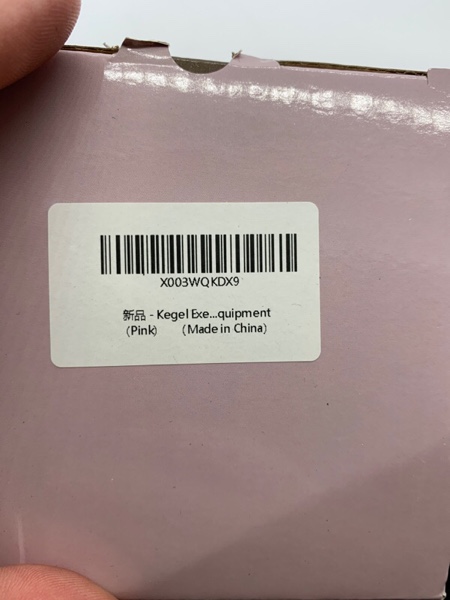 X003WQKDX9
新品 - Kegel Exe...quipment
(Pink) (Made in China)